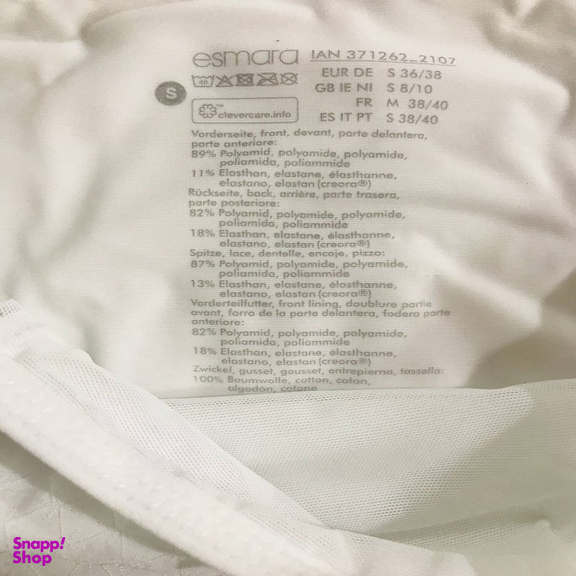 esmara IAN 371262_2107
40
S
EUR DE S 36/38
GB IE NI S 8/10
FR M 38/40
ES IT PT S 38/40
clevercare.info
Vorderseite, front, devant, parte delantera,
parte anteriore:
89% Polyamid, polyamide, polyamide,
poliamida, poliammide
11% Elasthan, elastane, élasthanne,
elastano, elastan (creora®)
Rückseite, back, arrière, parte trasera,
parte posteriore:
82% Polyamid, polyamide, polyamide,
poliamida, poliammide
18% Elasthan, elastane, élasthanne,
elastano, elastan (creora®)
Spitze, lace, dentelle, encaje, pizzo:
87% Polyamid, polyamide, polyamide,
poliamida, poliammide
13% Elasthan, elastane, élasthanne,
elastano, elastan (creora®)
Vorderteilfutter, front lining, doublure partie
avant, forro de la parte delantera, fodera parte
anteriore:
82% Polyamid, polyamide, polyamide,
poliamida, poliammide
18% Elasthan, elastane, élasthanne,
elastano, elastan (creora®)
Zwickel, gusset, gousset, entrepierna, tassello:
100% Baumwolle, cotton, coton,
algodón, cotone
Snapp!
Shop